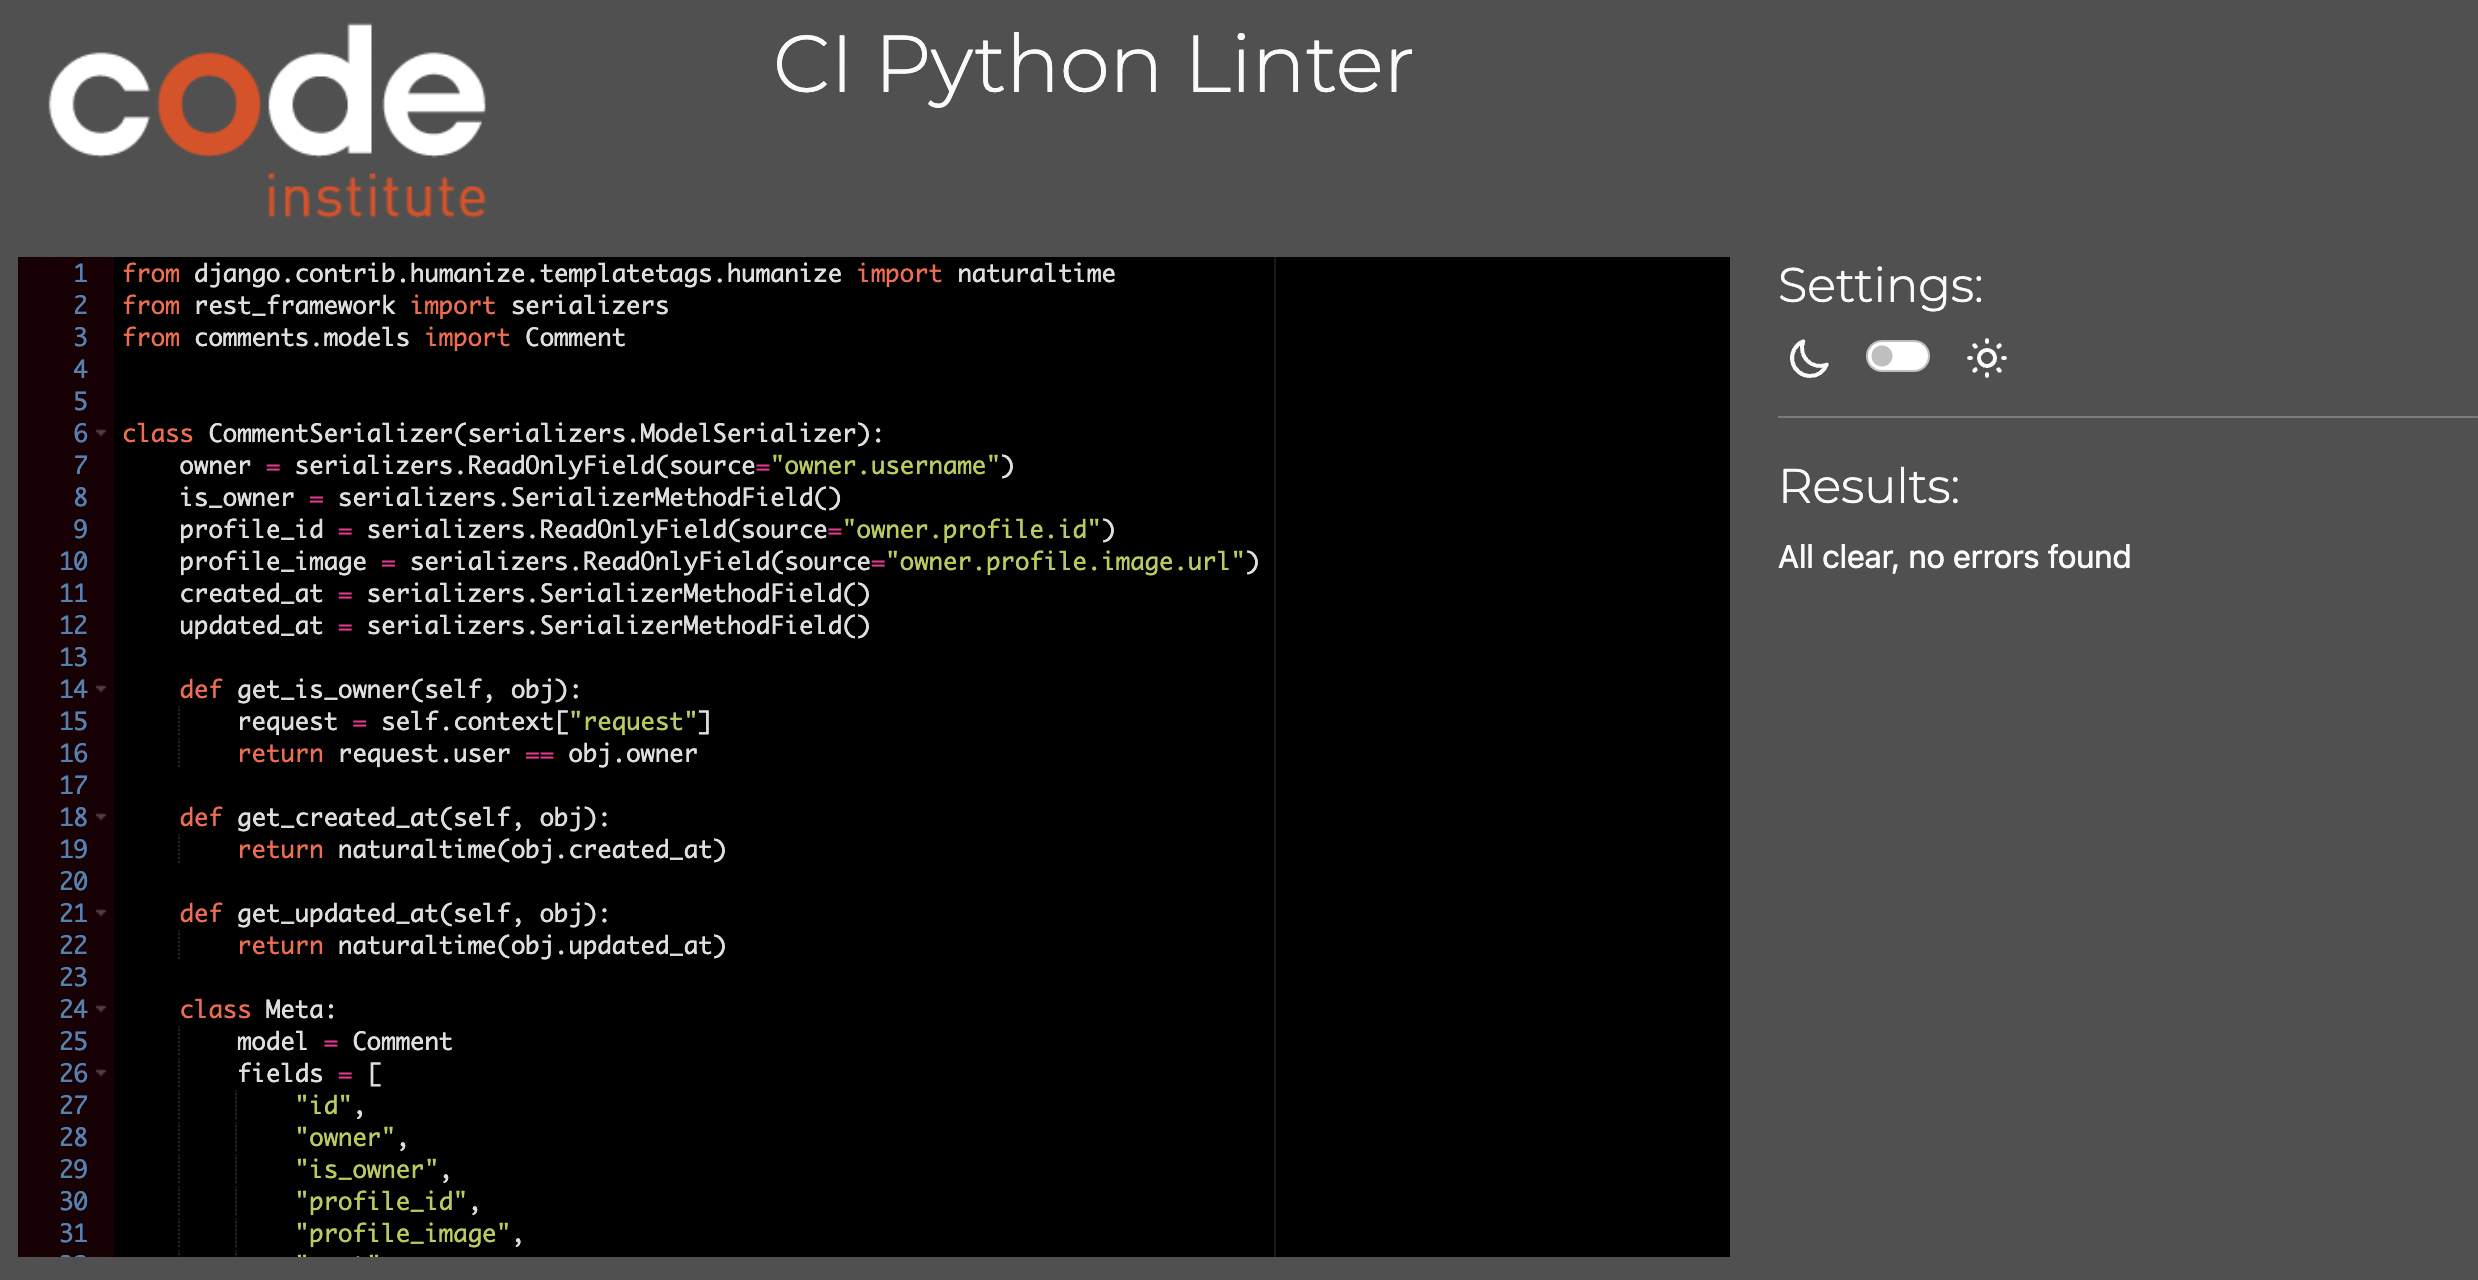 code
institute
CI Python Linter
1 from django.contrib.humanize.templatetags.humanize import naturaltime
2 from rest_framework import serializers
3 from comments.models import Comment
4
5
6 class CommentSerializer(serializers.ModelSerializer):
7     owner = serializers.ReadOnlyField(source="owner.username")
8     is_owner = serializers.SerializerMethodField()
9     profile_id = serializers.ReadOnlyField(source="owner.profile.id")
10     profile_image = serializers.ReadOnlyField(source="owner.profile.image.url")
11     created_at = serializers.SerializerMethodField()
12     updated_at = serializers.SerializerMethodField()
13
14     def get_is_owner(self, obj):
15         request = self.context["request"]
16         return request.user == obj.owner
17
18     def get_created_at(self, obj):
19         return naturaltime(obj.created_at)
20
21     def get_updated_at(self, obj):
22         return naturaltime(obj.updated_at)
23
24     class Meta:
25         model = Comment
26         fields = [
27             "id",
28             "owner",
29             "is_owner",
30             "profile_id",
31             "profile_image",
Settings:
Results:
All clear, no errors found